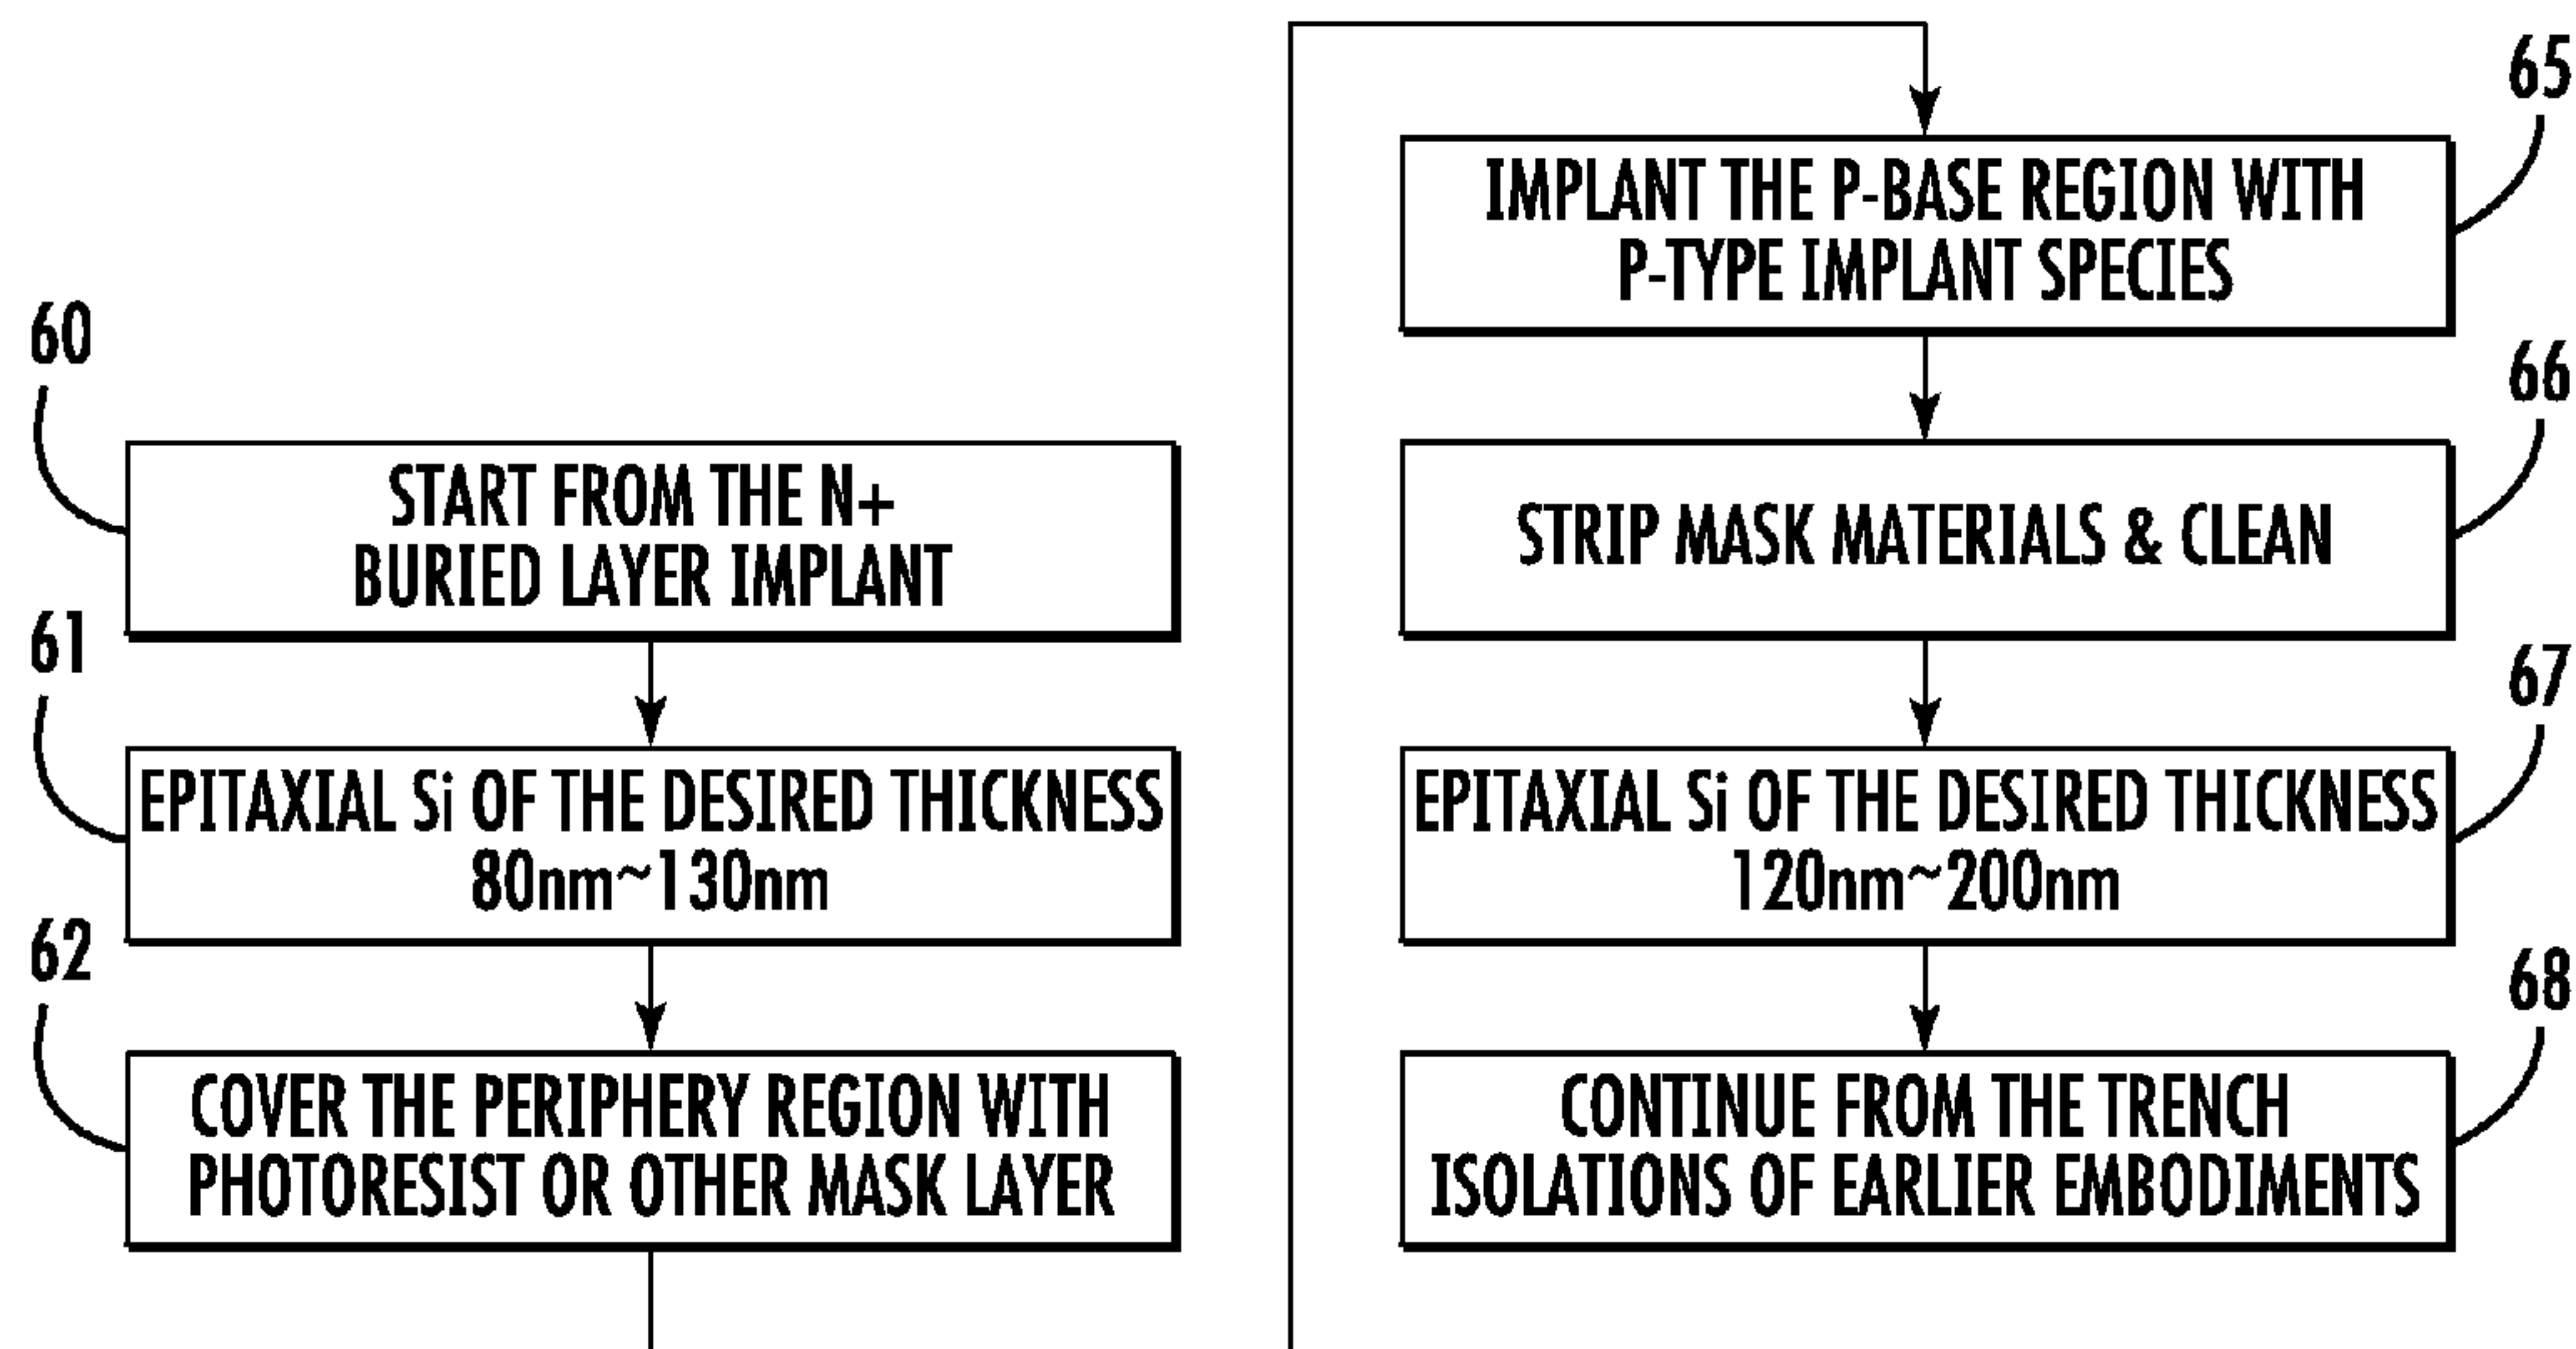 60
START FROM THE N+
BURIED LAYER IMPLANT
61
EPITAXIAL Si OF THE DESIRED THICKNESS
80nm~130nm
62
COVER THE PERIPHERY REGION WITH
PHOTORESIST OR OTHER MASK LAYER
65
IMPLANT THE P-BASE REGION WITH
P-TYPE IMPLANT SPECIES
66
STRIP MASK MATERIALS & CLEAN
67
EPITAXIAL Si OF THE DESIRED THICKNESS
120nm~200nm
68
CONTINUE FROM THE TRENCH
ISOLATIONS OF EARLIER EMBODIMENTS